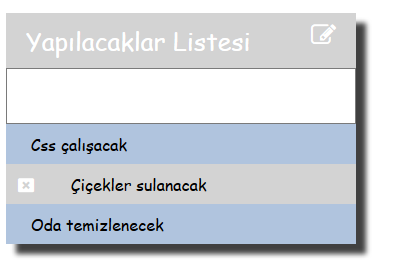 Yapılacaklar Listesi
Css çalışacak
Çiçekler sulanacak
Oda temizlenecek